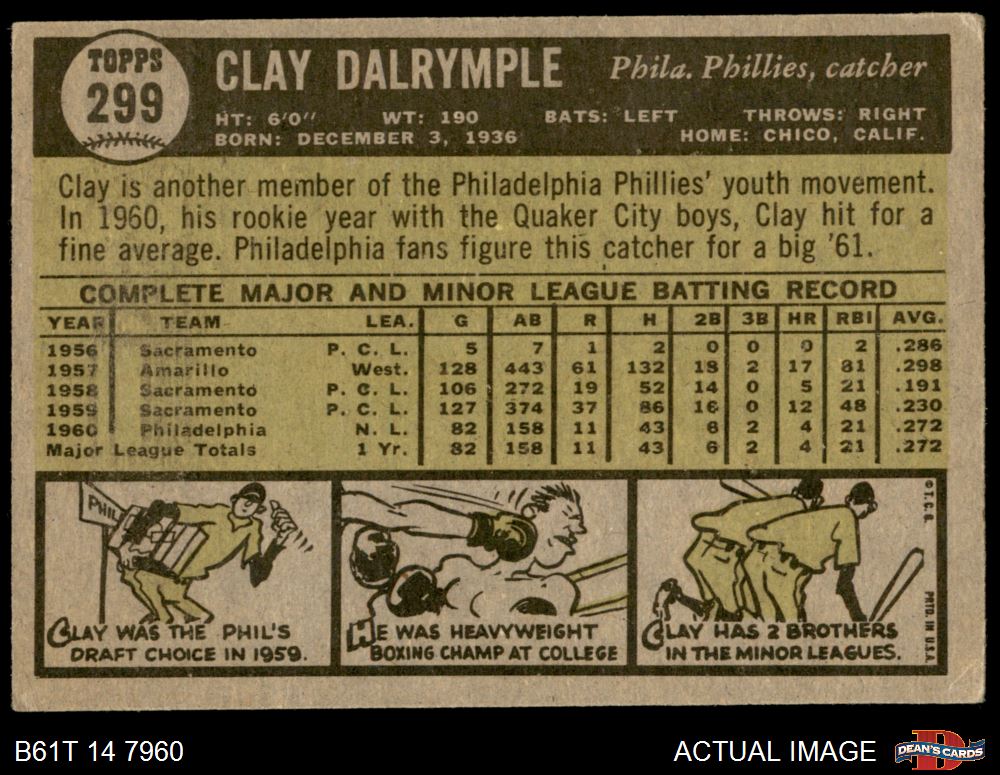 TOPPS
299
CLAY DALRYMPLE Phila. Phillies, catcher
HT: 6'0" WT: 190 BATS: LEFT THROWS: RIGHT
BORN: DECEMBER 3, 1936 HOME: CHICO, CALIF.
Clay is another member of the Philadelphia Phillies' youth movement.
In 1960, his rookie year with the Quaker City boys, Clay hit for a
fine average. Philadelphia fans figure this catcher for a big '61.
COMPLETE MAJOR AND MINOR LEAGUE BATTING RECORD
YEAR TEAM LEA. G AB R H 2B 3B HR RBI AVG.
1956 Sacramento P. C. L. 5 7 1 2 0 0 0 2 .286
1957 Amarillo West. 128 443 61 132 18 2 17 81 .298
1958 Sacramento P. C. L. 106 272 19 52 14 0 5 21 .191
1959 Sacramento P. C. L. 127 374 37 86 16 0 12 48 .230
1960 Philadelphia N. L. 82 158 11 43 6 2 4 21 .272
Major League Totals 1 Yr. 82 158 11 43 6 2 4 21 .272
PHIL
CLAY WAS THE PHIL'S
DRAFT CHOICE IN 1959.
HE WAS HEAVYWEIGHT
BOXING CHAMP AT COLLEGE
CLAY HAS 2 BROTHERS
IN THE MINOR LEAGUES.
© T. C. G.
PRTD. IN U.S.A.
B61T 14 7960
ACTUAL IMAGE
DEAN'S CARDS